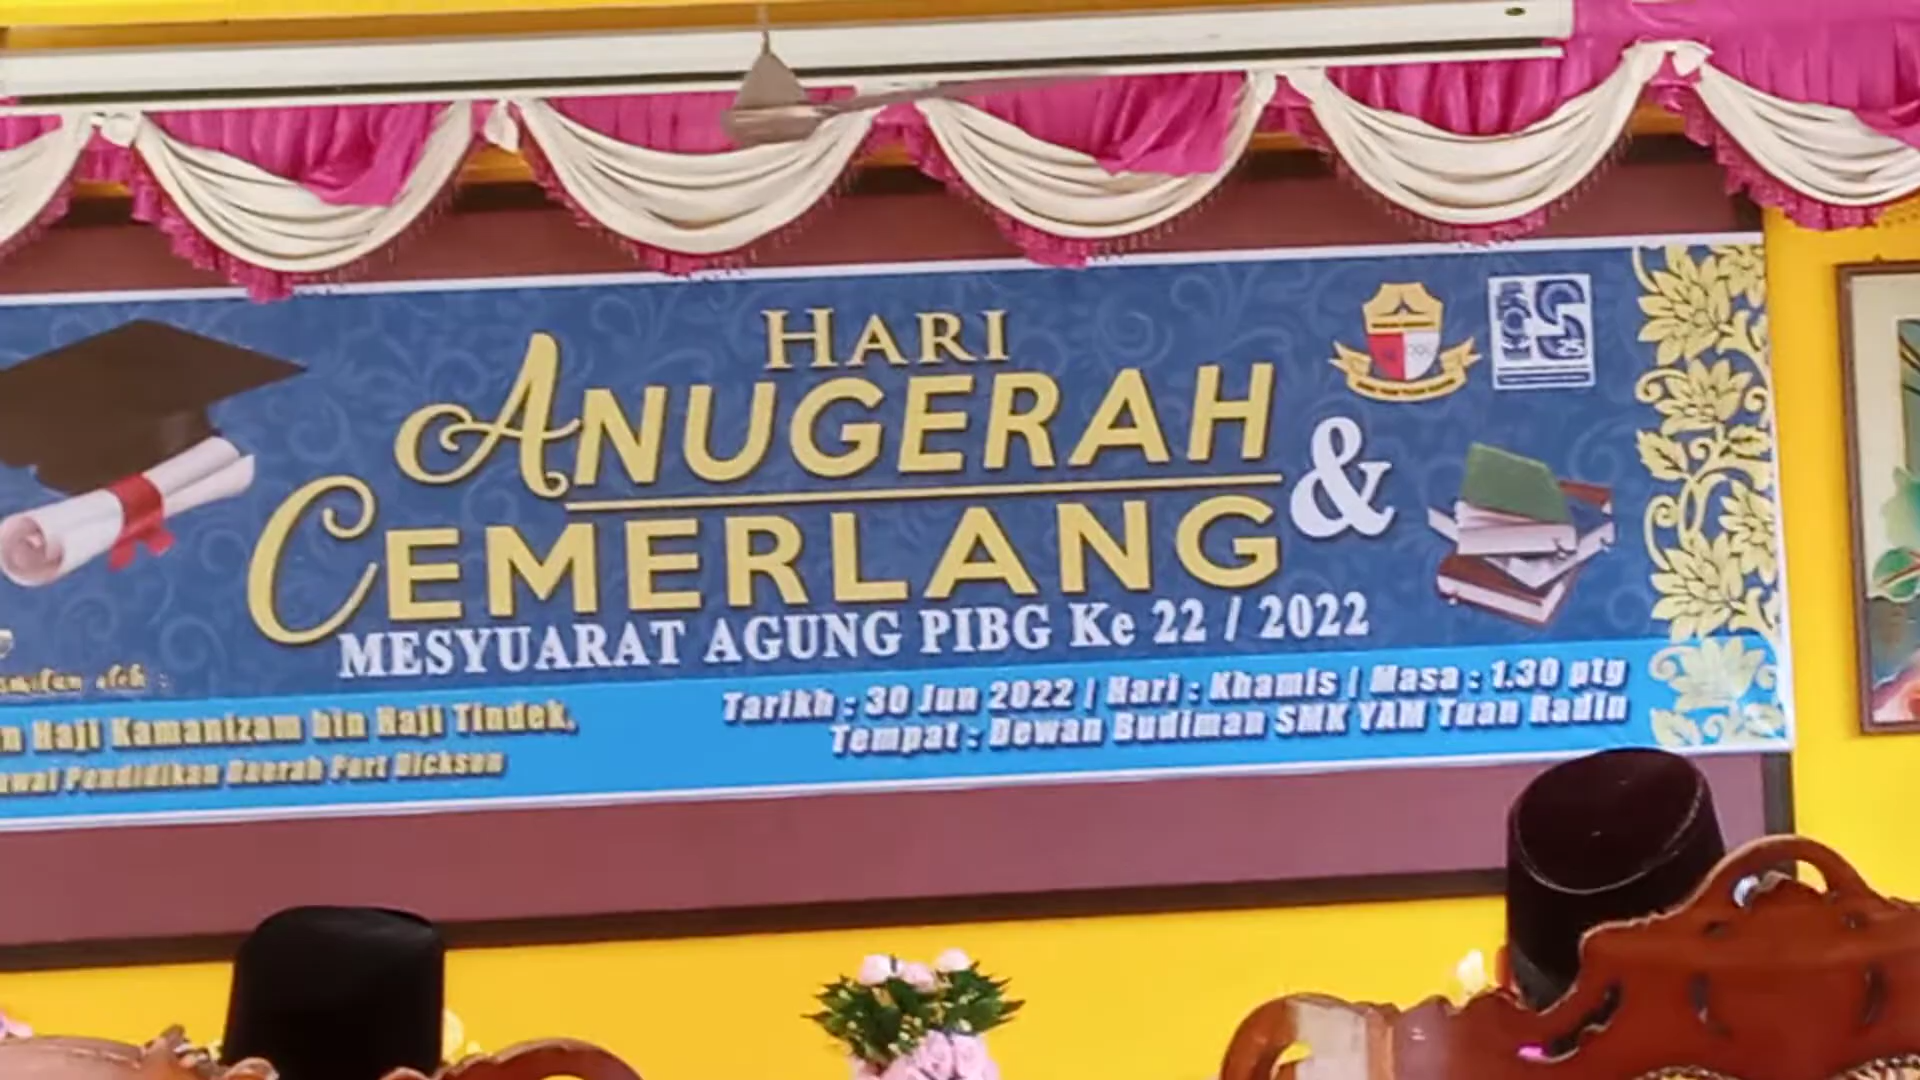 HARI
ANUGERAH
CEMERLANG &
MESYUARAT AGUNG PIBG Ke 22 / 2022
oleh :
Haji Kamanizam bin Haji Tindek,
Pendidikan Daerah Port Dickson
Tarikh : 30 Jun 2022 | Hari : Khamis | Masa : 1.30 ptg
Tempat : Dewan Budiman SMK YAM Tuan Radin